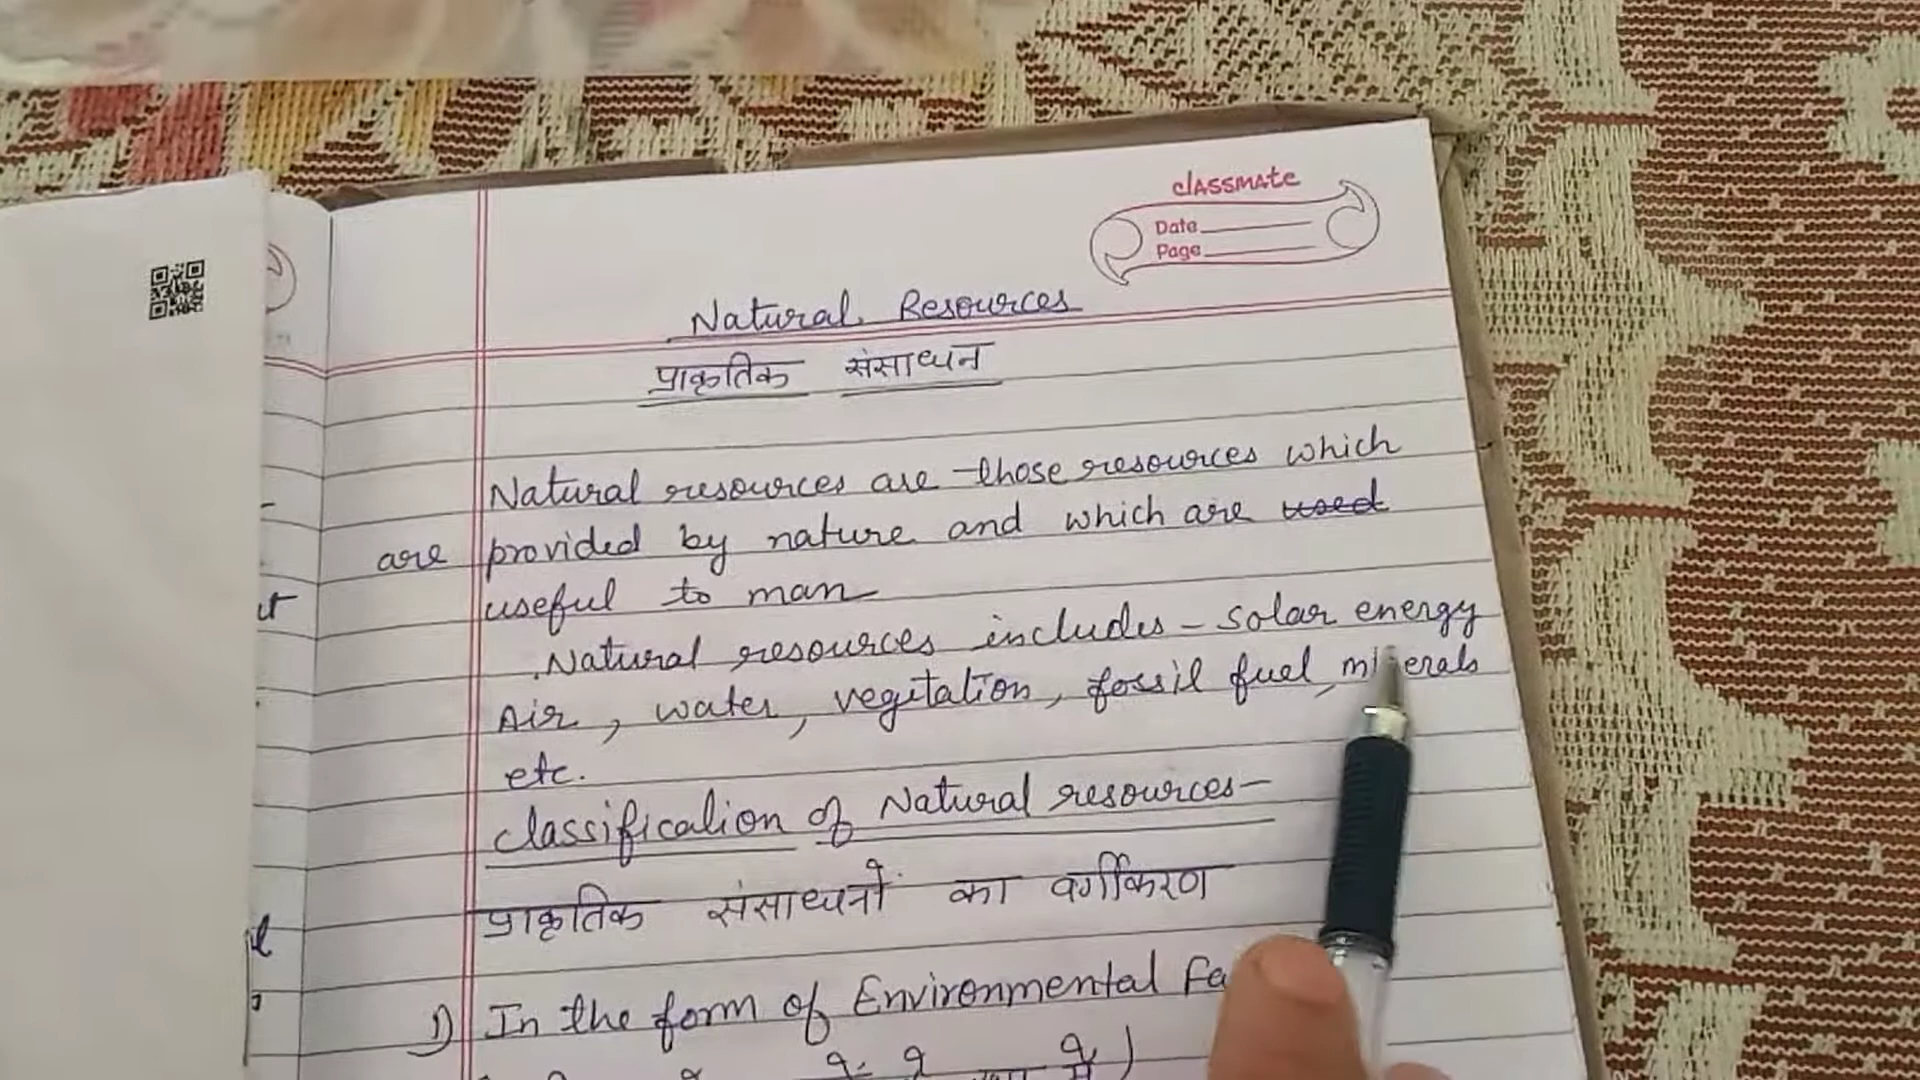 classmate
Date
Page
Natural Resources
प्राकृतिक संसाधन
Natural resources are those resources which
are provided by nature and which are used
useful to man
Natural resources includes - solar energy
Air, water, vegitation, fossil fuel, minerals
etc.
classification of Natural resources-
प्राकृतिक संसाधनों का वर्गीकरण
1) In the form of Environmental